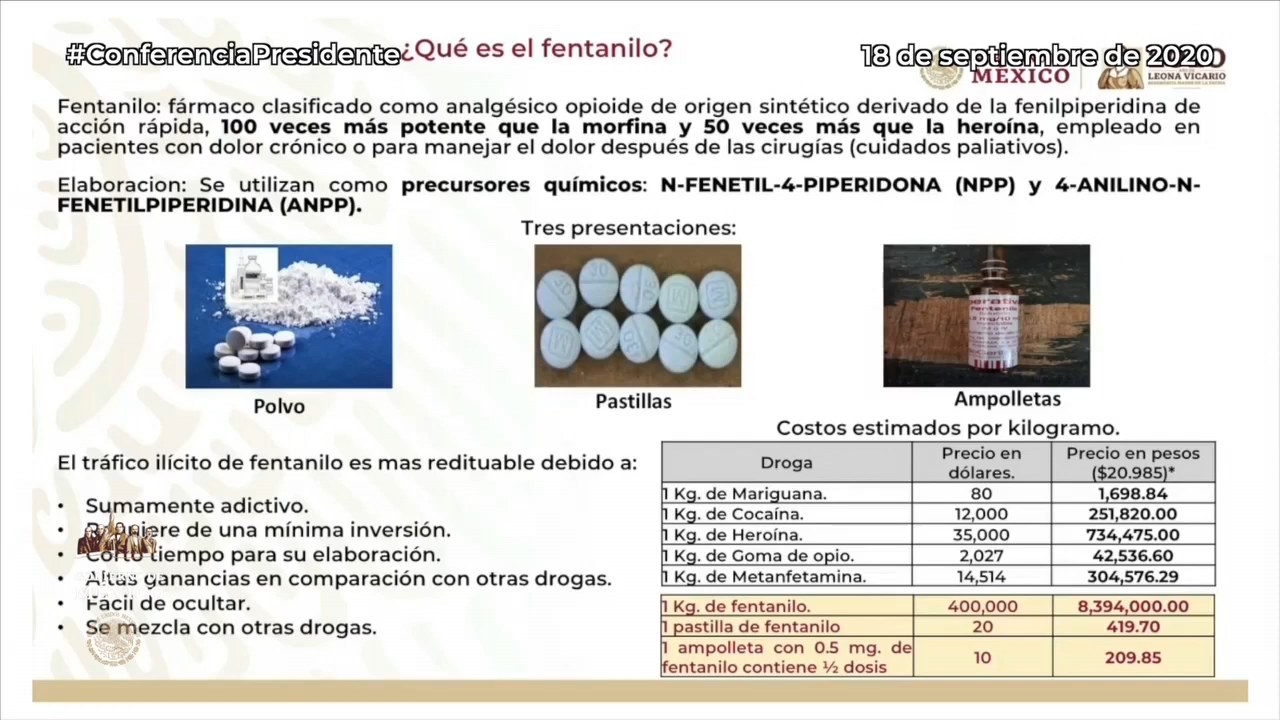 #ConferenciaPresidente
¿Qué es el fentanilo?
18 de septiembre de 2020
MÉXICO
LEONA VICARIO
Fentanilo: fármaco clasificado como analgésico opioide de origen sintético derivado de la fenilpiperidina de
acción rápida, 100 veces más potente que la morfina y 50 veces más que la heroína, empleado en
pacientes con dolor crónico o para manejar el dolor después de las cirugías (cuidados paliativos).
Elaboracion: Se utilizan como precursores químicos: N-FENETIL-4-PIPERIDONA (NPP) y 4-ANILINO-N-
FENETILPIPERIDINA (ANPP).
Tres presentaciones:
Polvo
Pastillas
Ampolletas
El tráfico ilícito de fentanilo es mas redituable debido a:
• Sumamente adictivo.
• Requiere de una mínima inversión.
• Corto tiempo para su elaboración.
• Altas ganancias en comparación con otras drogas.
• Fácil de ocultar.
• Se mezcla con otras drogas.
Costos estimados por kilogramo.
Droga Precio en dólares. Precio en pesos ($20.985)*
1 Kg. de Mariguana. 80 1,698.84
1 Kg. de Cocaína. 12,000 251,820.00
1 Kg. de Heroína. 35,000 734,475.00
1 Kg. de Goma de opio. 2,027 42,536.60
1 Kg. de Metanfetamina. 14,514 304,576.29
1 Kg. de fentanilo. 400,000 8,394,000.00
1 pastilla de fentanilo 20 419.70
1 ampolleta con 0.5 mg. de
fentanilo contiene ½ dosis 10 209.85